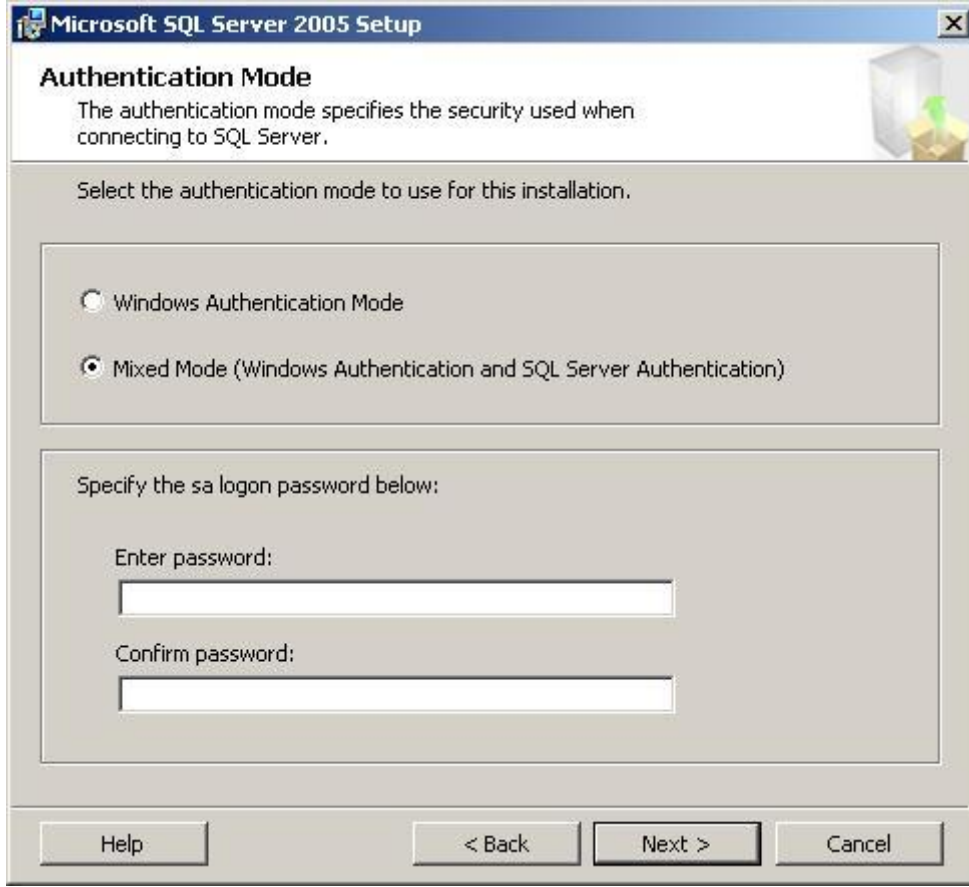 Microsoft SQL Server 2005 Setup
Authentication Mode
The authentication mode specifies the security used when
connecting to SQL Server.
Select the authentication mode to use for this installation.
Windows Authentication Mode
Mixed Mode (Windows Authentication and SQL Server Authentication)
Specify the sa logon password below:
Enter password:
Confirm password:
Help
< Back
Next >
Cancel